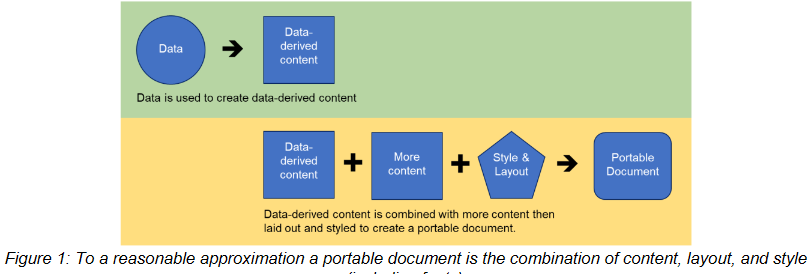 Data
Data-
derived
content
Data is used to create data-derived content
Data-
derived
content
More
content
Style &
Layout
Portable
Document
Data-derived content is combined with more content then
laid out and styled to create a portable document.
Figure 1: To a reasonable approximation a portable document is the combination of content, layout, and style